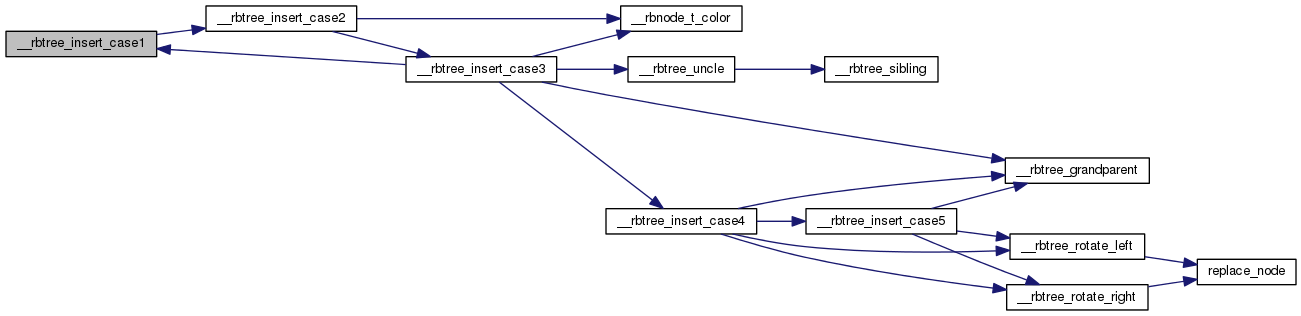 __rbtree_insert_case1
__rbtree_insert_case2
__rbnode_t_color
__rbtree_insert_case3
__rbtree_uncle
__rbtree_sibling
__rbtree_grandparent
__rbtree_insert_case4
__rbtree_insert_case5
__rbtree_rotate_left
replace_node
__rbtree_rotate_right